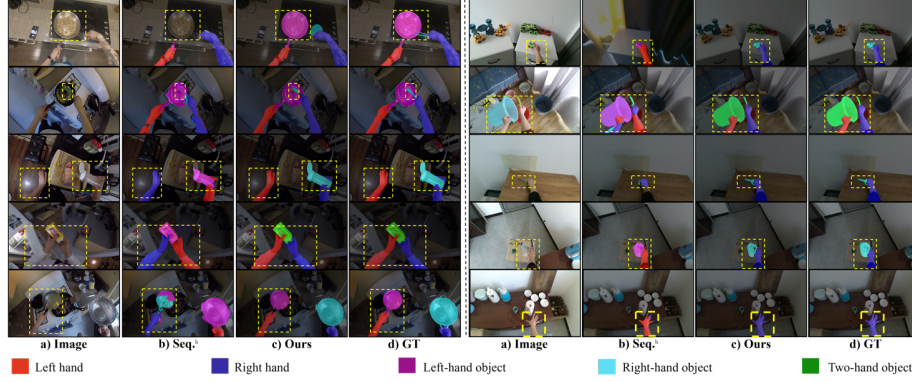 a) Image b) Seq.ʰ c) Ours d) GT a) Image b) Seq.ʰ c) Ours d) GT
Left hand Right hand Left-hand object Right-hand object Two-hand object